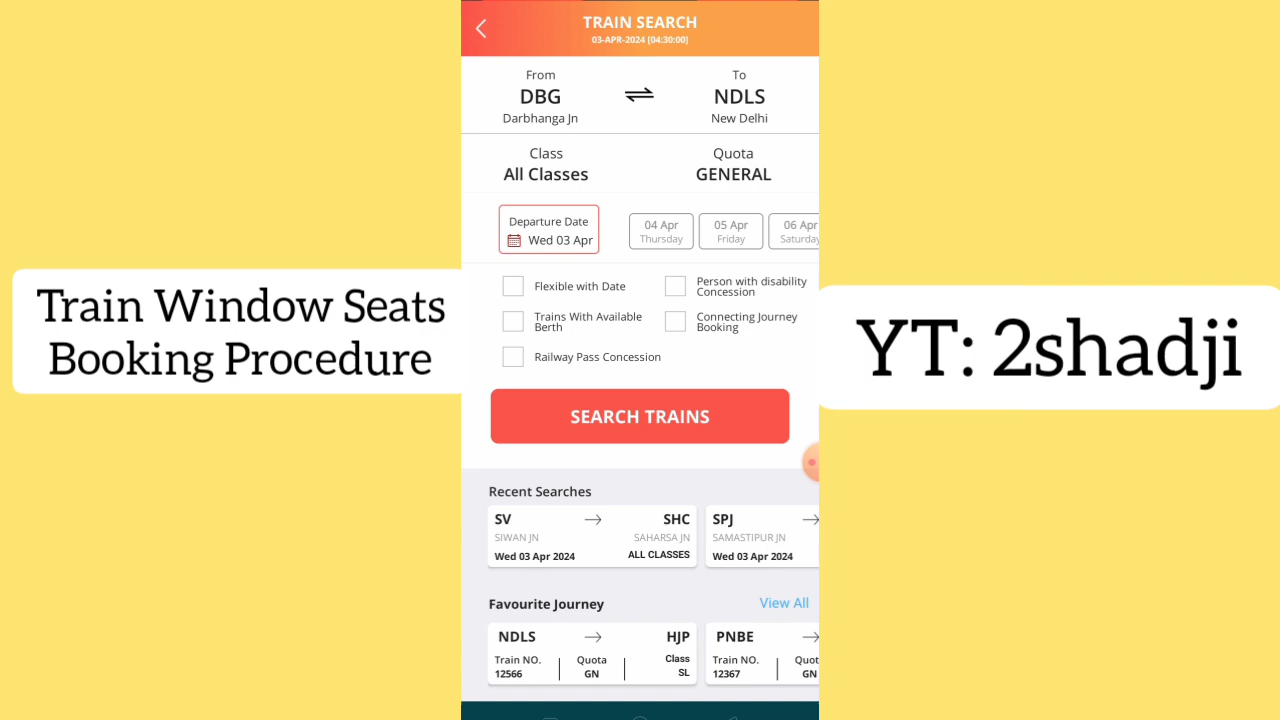 Train Window Seats
Booking Procedure
YT: 2shadji
TRAIN SEARCH
03-APR-2024 [04:30:00]
From
To
DBG
NDLS
Darbhanga Jn
New Delhi
Class
Quota
All Classes
GENERAL
Departure Date
Wed 03 Apr
04 Apr
Thursday
05 Apr
Friday
06 Apr
Saturday
Flexible with Date
Person with disability
Concession
Trains With Available
Berth
Connecting Journey
Booking
Railway Pass Concession
SEARCH TRAINS
Recent Searches
SV
SHC
SIWAN JN
SAHARSA JN
Wed 03 Apr 2024
ALL CLASSES
SPJ
SAMASTIPUR JN
Wed 03 Apr 2024
Favourite Journey
View All
NDLS
HJP
Train NO.
12566
Quota
GN
Class
SL
PNBE
Train NO.
12367
Quot
GN